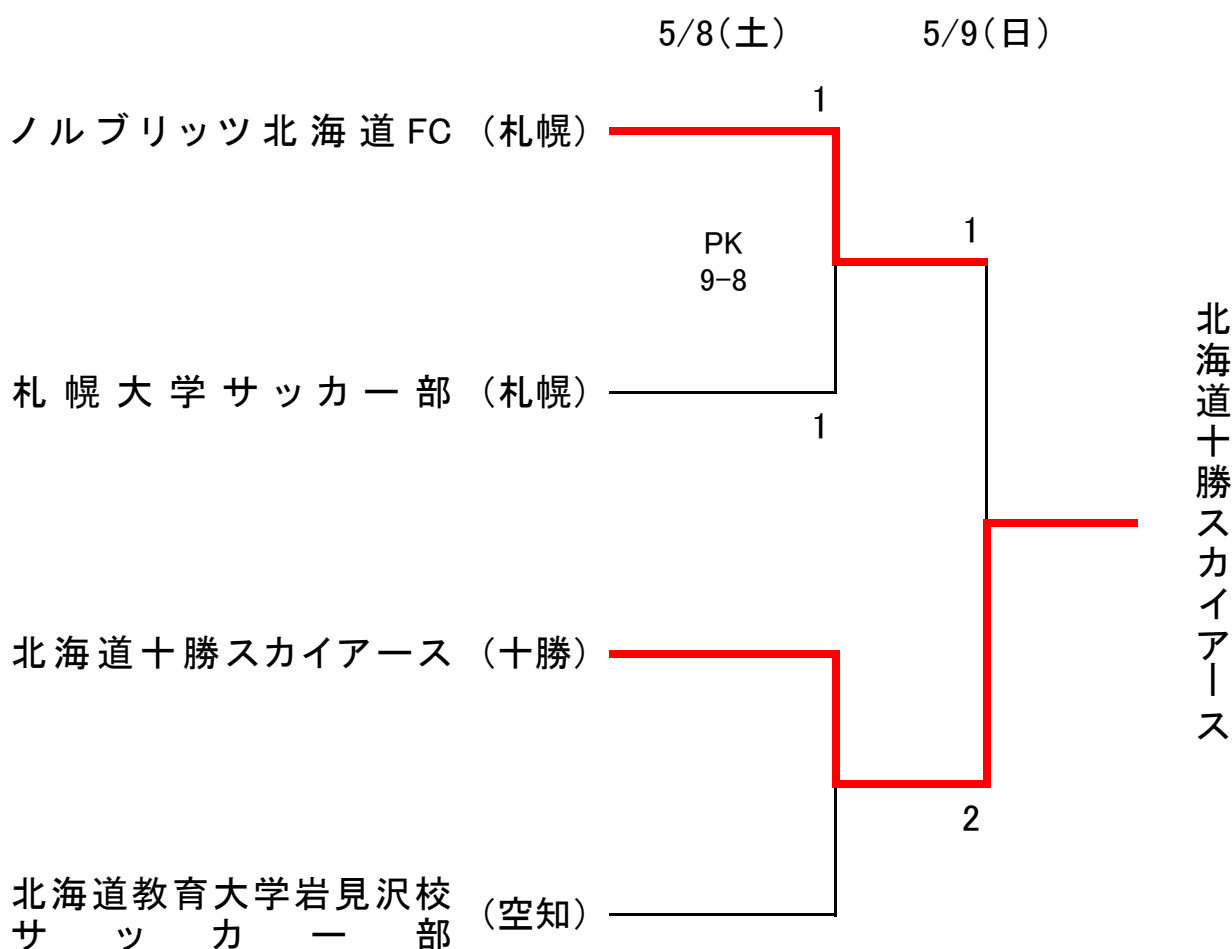 5/8(土) 5/9(日)
1
ノルブリッツ北海道FC (札幌)
1
PK
9-8
札幌大学サッカー部 (札幌)
1
北海道十勝スカイアース
北海道十勝スカイアース (十勝)
2
北海道教育大学岩見沢校
サッカー部 (空知)